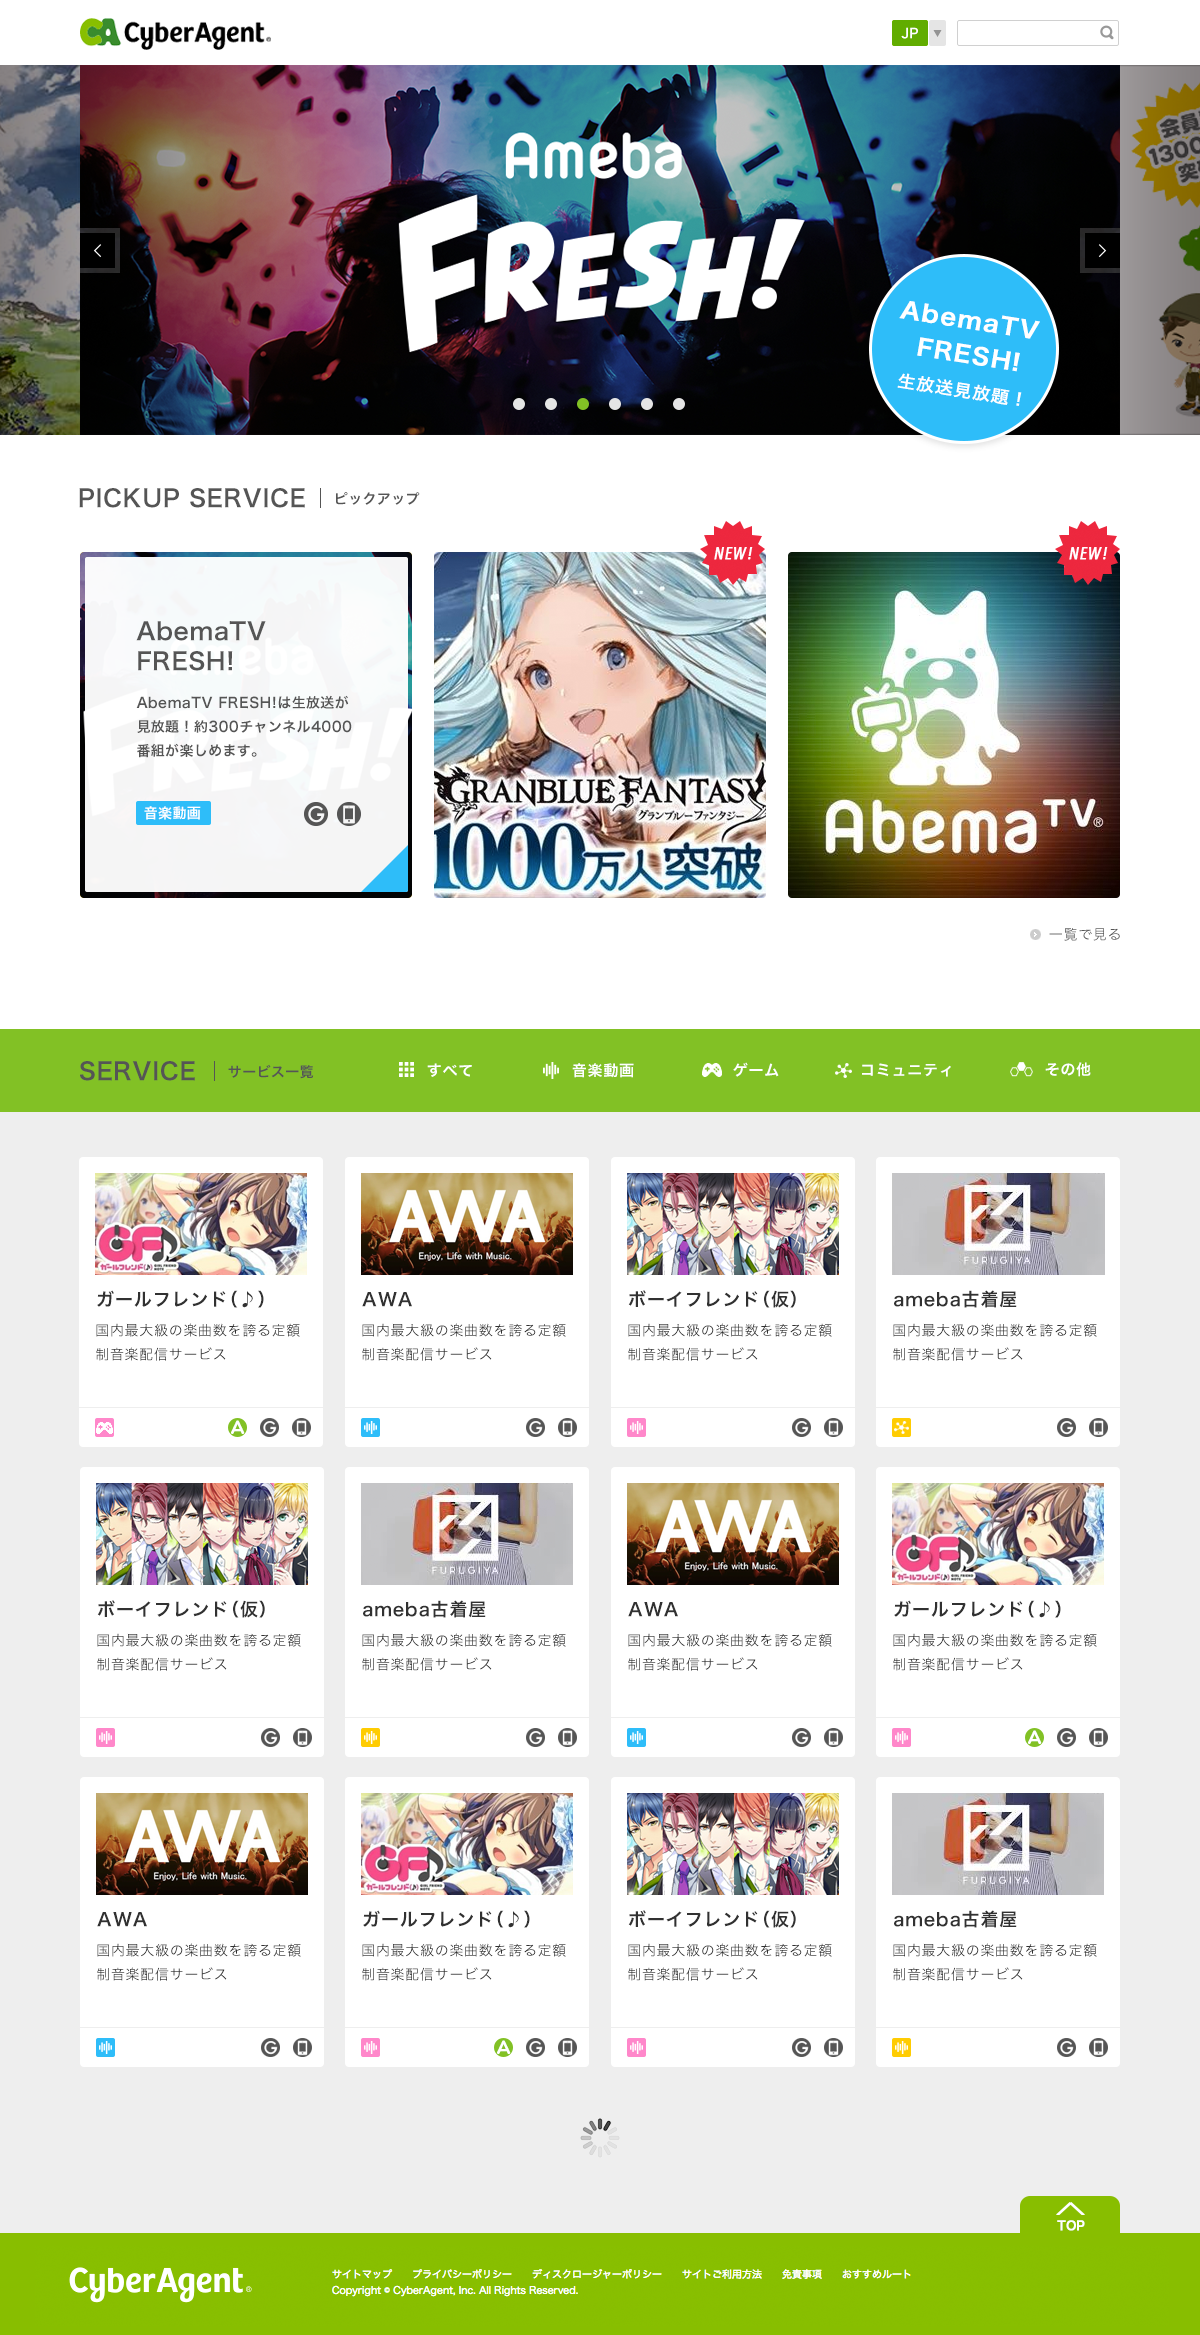 CyberAgent®
JP
Ameba
FRESH!
AbemaTV
FRESH!
生放送見放題！
PICKUP SERVICE
ピックアップ
AbemaTV
FRESH!
AbemaTV FRESH!は生放送が
見放題！約300チャンネル4000
番組が楽しめます。
音楽動画
NEW!
GRANBLUE FANTASY
グランブルーファンタジー
1000万人突破
NEW!
AbemaTV®
一覧で見る
SERVICE
サービス一覧
すべて
音楽動画
ゲーム
コミュニティ
その他
GF
ガールフレンド(♪)
ガールフレンド（♪）
国内最大級の楽曲数を誇る定額
制音楽配信サービス
AWA
Enjoy, Life with Music.
AWA
国内最大級の楽曲数を誇る定額
制音楽配信サービス
ボーイフレンド（仮）
国内最大級の楽曲数を誇る定額
制音楽配信サービス
FURUGIYA
ameba古着屋
国内最大級の楽曲数を誇る定額
制音楽配信サービス
ボーイフレンド（仮）
国内最大級の楽曲数を誇る定額
制音楽配信サービス
FURUGIYA
ameba古着屋
国内最大級の楽曲数を誇る定額
制音楽配信サービス
AWA
Enjoy, Life with Music.
AWA
国内最大級の楽曲数を誇る定額
制音楽配信サービス
GF
ガールフレンド(♪)
ガールフレンド（♪）
国内最大級の楽曲数を誇る定額
制音楽配信サービス
AWA
Enjoy, Life with Music.
AWA
国内最大級の楽曲数を誇る定額
制音楽配信サービス
GF
ガールフレンド(♪)
ガールフレンド（♪）
国内最大級の楽曲数を誇る定額
制音楽配信サービス
ボーイフレンド（仮）
国内最大級の楽曲数を誇る定額
制音楽配信サービス
FURUGIYA
ameba古着屋
国内最大級の楽曲数を誇る定額
制音楽配信サービス
TOP
CyberAgent®
サイトマップ プライバシーポリシー ディスクロージャーポリシー サイトご利用方法 免責事項 おすすめルート
Copyright © CyberAgent, Inc. All Rights Reserved.